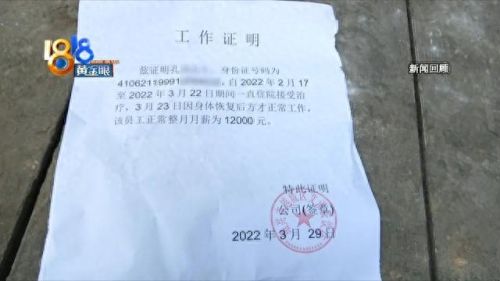 1818
黄金眼
新闻回顾
工作证明
兹证明孔 身份证号码为
41062119991 自 2022 年 2 月 17
至 2022 年 3 月 22 日期间一直住院接受治
疗，3 月 23 日因身体恢复后方才正常工作，
该员工正常整月月薪为 12000 元。
特此证明
公司(签章)
2022 年 3 月 29 日